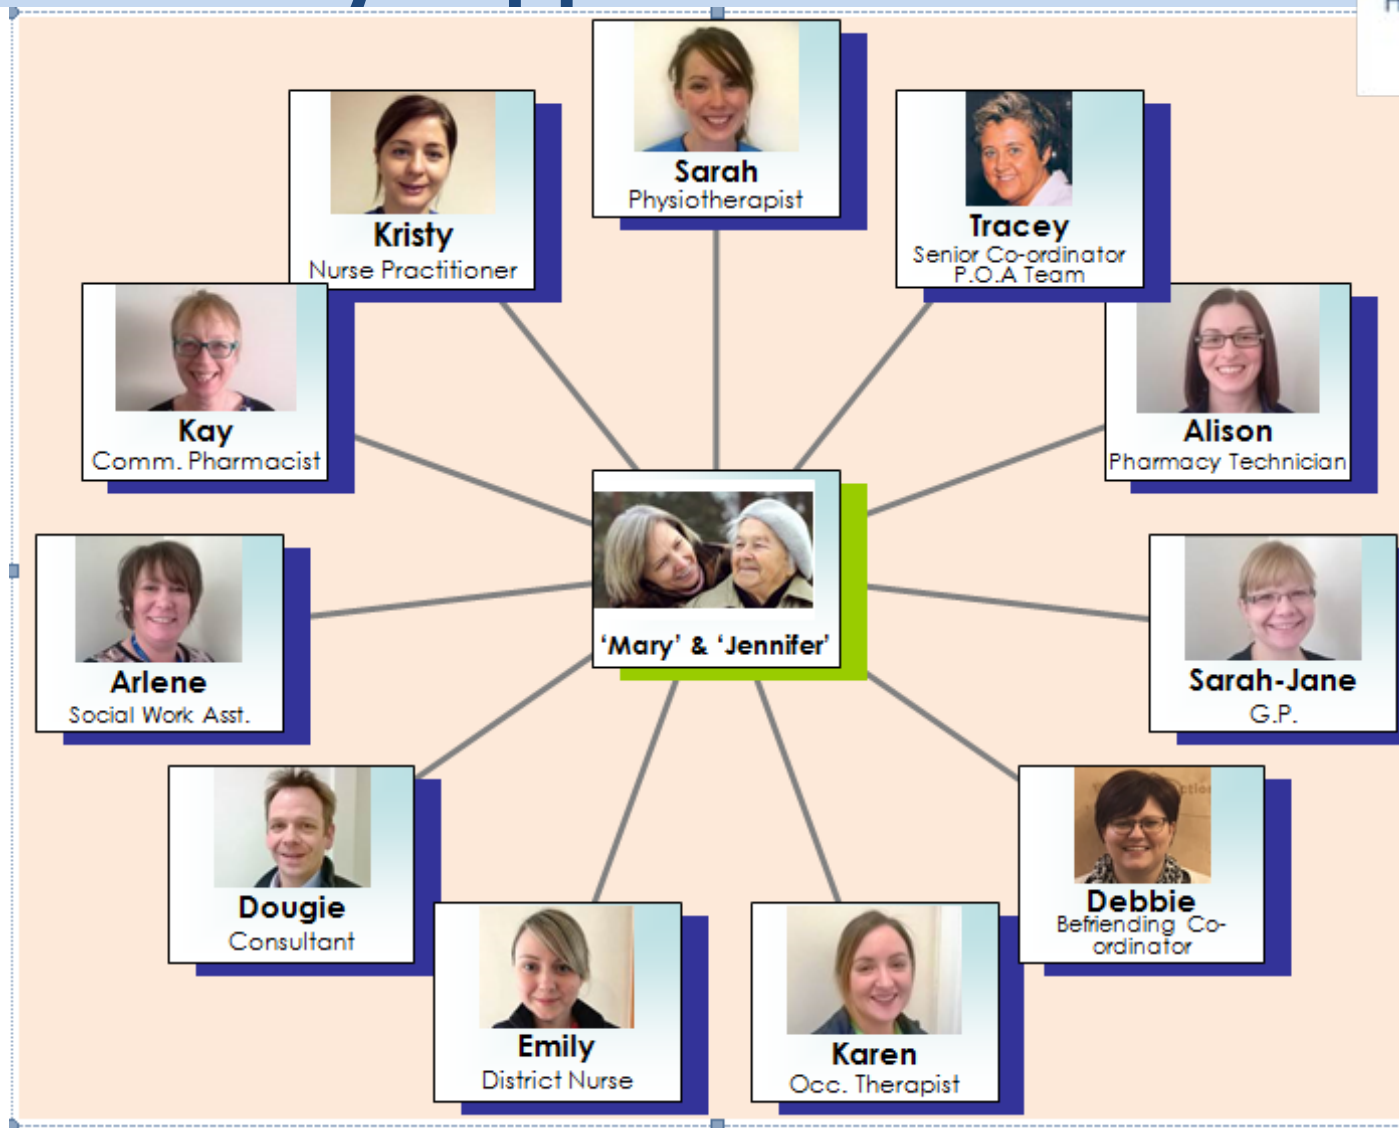 Sarah
Physiotherapist
Kristy
Nurse Practitioner
Tracey
Senior Co-ordinator
P.O.A Team
Kay
Comm. Pharmacist
Alison
Pharmacy Technician
‘Mary’ & ‘Jennifer’
Arlene
Social Work Asst.
Sarah-Jane
G.P.
Dougie
Consultant
Debbie
Befriending Co-
ordinator
Emily
District Nurse
Karen
Occ. Therapist